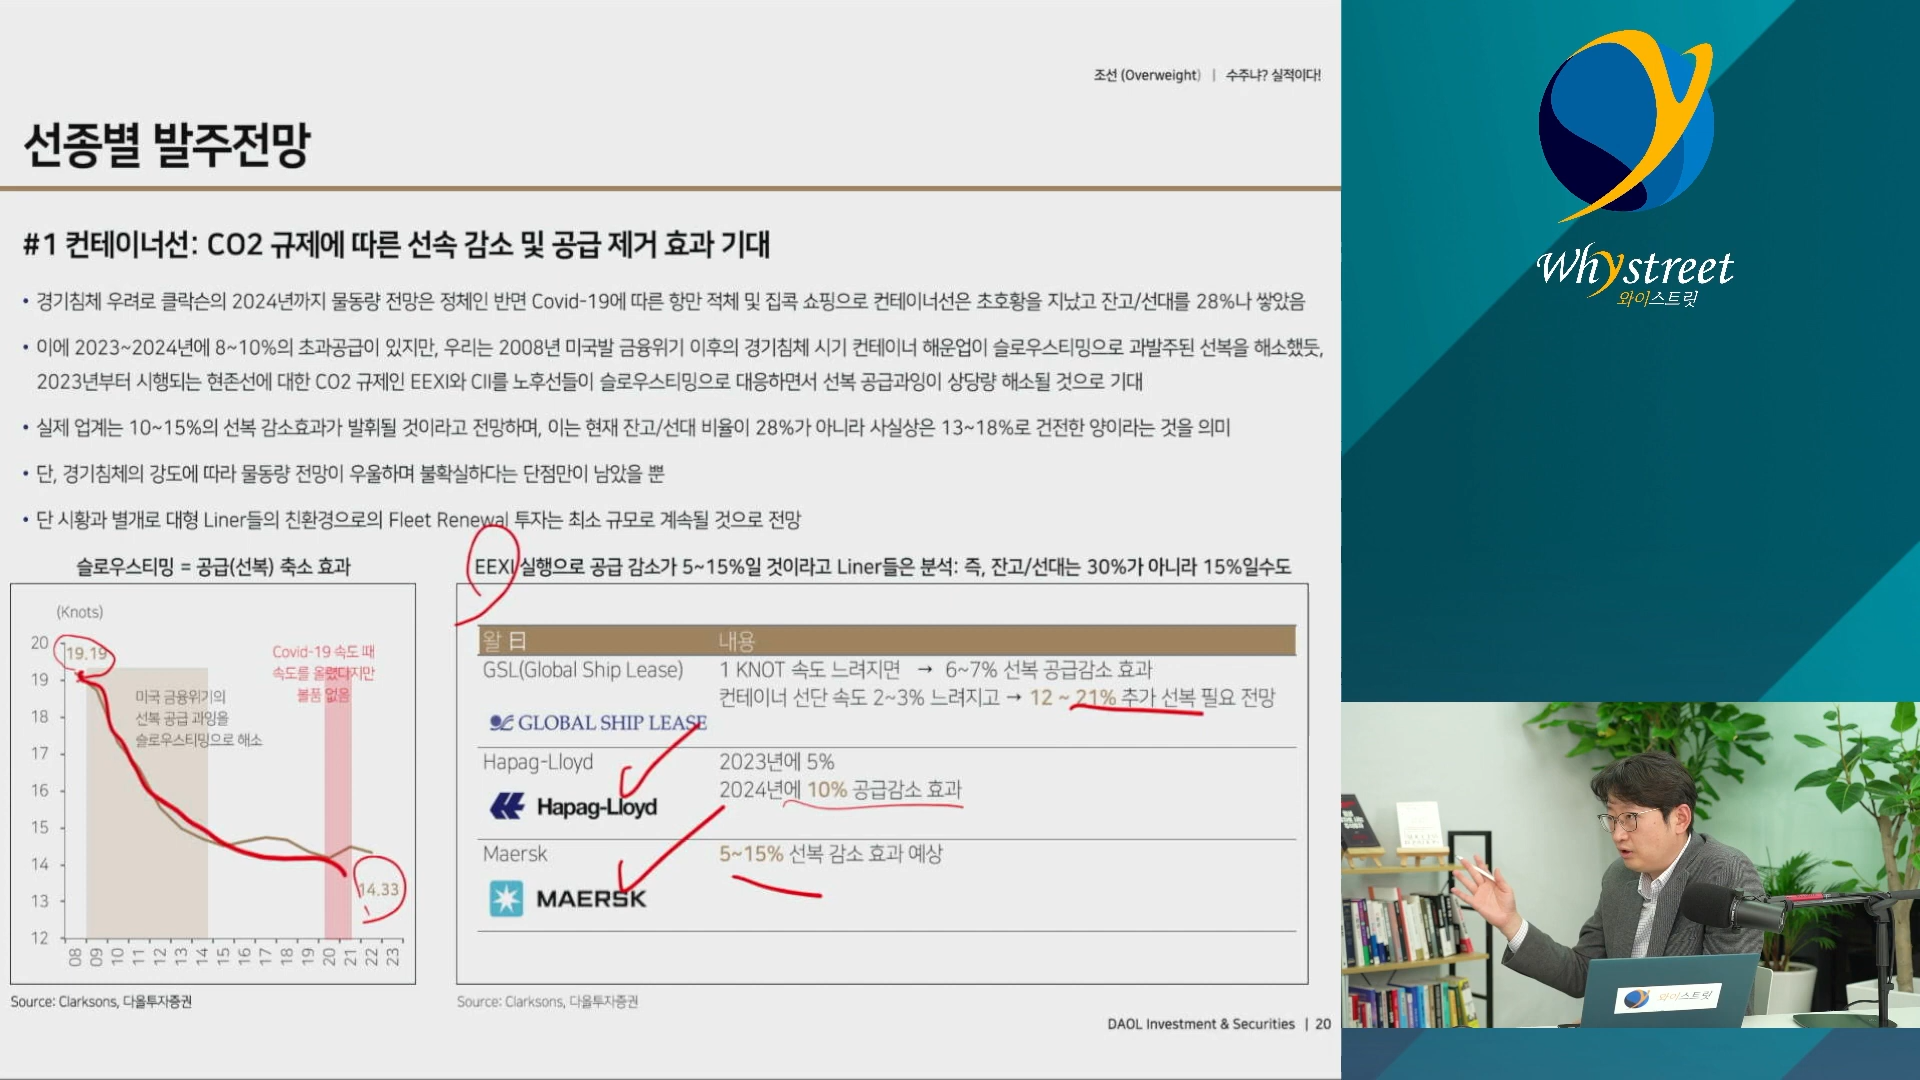 조선 (Overweight) | 수주냐? 실적이다!
선종별 발주전망
#1 컨테이너선: CO2 규제에 따른 선속 감소 및 공급 제거 효과 기대
• 경기침체 우려로 클락슨의 2024년까지 물동량 전망은 정체인 반면 Covid-19에 따른 항만 적체 및 집콕 쇼핑으로 컨테이너선은 초호황을 지났고 잔고/선대를 28%나 쌓았음
• 이에 2023~2024년에 8~10%의 초과공급이 있지만, 우리는 2008년 미국발 금융위기 이후의 경기침체 시기 컨테이너 해운업이 슬로우스티밍으로 과발주된 선복을 해소했듯,
2023년부터 시행되는 현존선에 대한 CO2 규제인 EEXI와 CII를 노후선들이 슬로우스티밍으로 대응하면서 선복 공급과잉이 상당량 해소될 것으로 기대
• 실제 업계는 10~15%의 선복 감소효과가 발휘될 것이라고 전망하며, 이는 현재 잔고/선대 비율이 28%가 아니라 사실상은 13~18%로 건전한 양이라는 것을 의미
• 단, 경기침체의 강도에 따라 물동량 전망이 우울하며 불확실하다는 단점만이 남았을 뿐
• 단 시황과 별개로 대형 Liner들의 친환경으로의 Fleet Renewal 투자는 최소 규모로 계속될 것으로 전망
슬로우스티밍 = 공급(선복) 축소 효과
(Knots)
20
19
18
17
16
15
14
13
12
19.19
미국 금융위기의
선복 공급 과잉을
슬로우스티밍으로 해소
Covid-19 속도 때
속도를 올렸다지만
볼품 없음
14.33
08 09 10 11 12 13 14 15 16 17 18 19 20 21 22 23
Source: Clarksons, 다올투자증권
EEXI 실행으로 공급 감소가 5~15%일 것이라고 Liner들은 분석: 즉, 잔고/선대는 30%가 아니라 15%일수도
왈 日 내용
GSL(Global Ship Lease) 1 KNOT 속도 느려지면 → 6~7% 선복 공급감소 효과
컨테이너 선단 속도 2~3% 느려지고 → 12 ~ 21% 추가 선복 필요 전망
GLOBAL SHIP LEASE
Hapag-Lloyd 2023년에 5%
2024년에 10% 공급감소 효과
Hapag-Lloyd
Maersk 5~15% 선복 감소 효과 예상
MAERSK
Source: Clarksons, 다올투자증권
DAOL Investment & Securities | 20
Whystreet
와이스트릿
와이스트릿